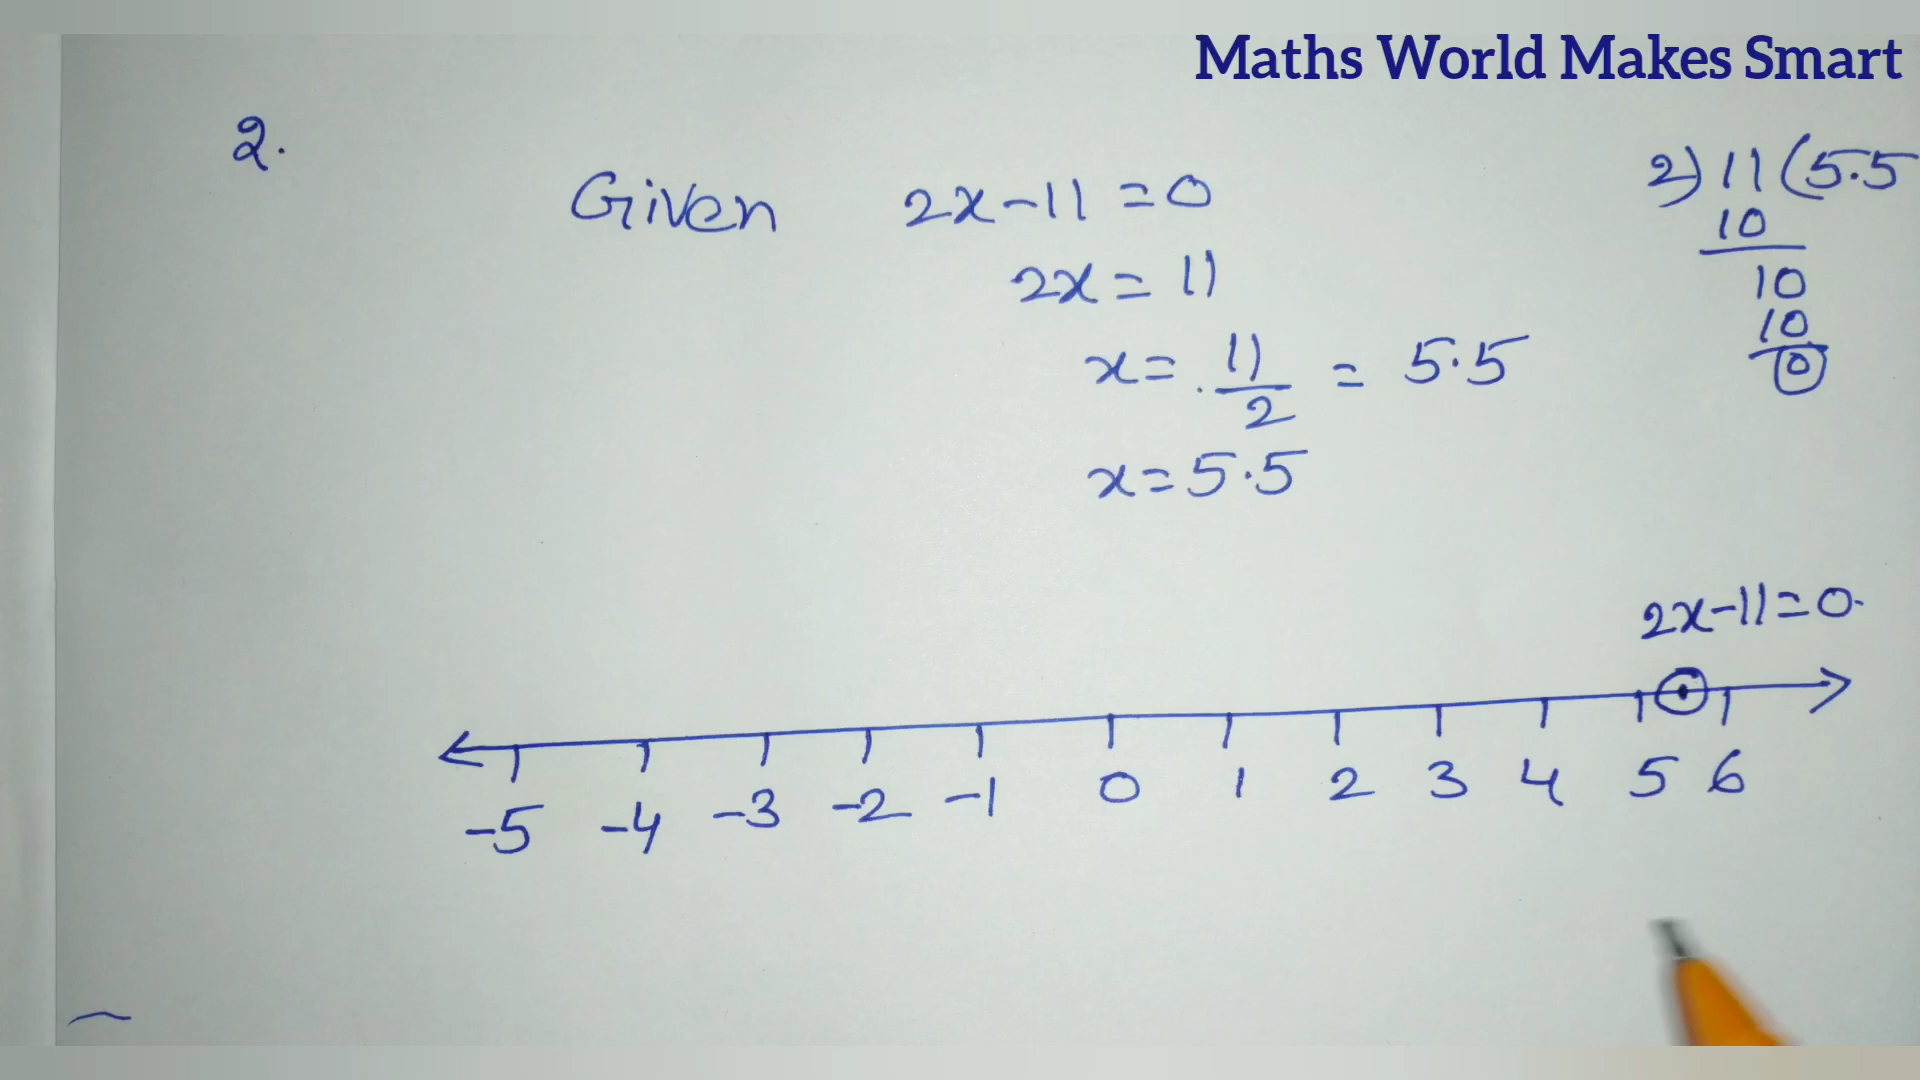 Maths World Makes Smart
2.
Given 2x-11=0
2x=11
x=11/2=5.5
x=5.5
2)11(5.5
10
10
10
0
2x-11=0.
-5 -4 -3 -2 -1 0 1 2 3 4 5 6